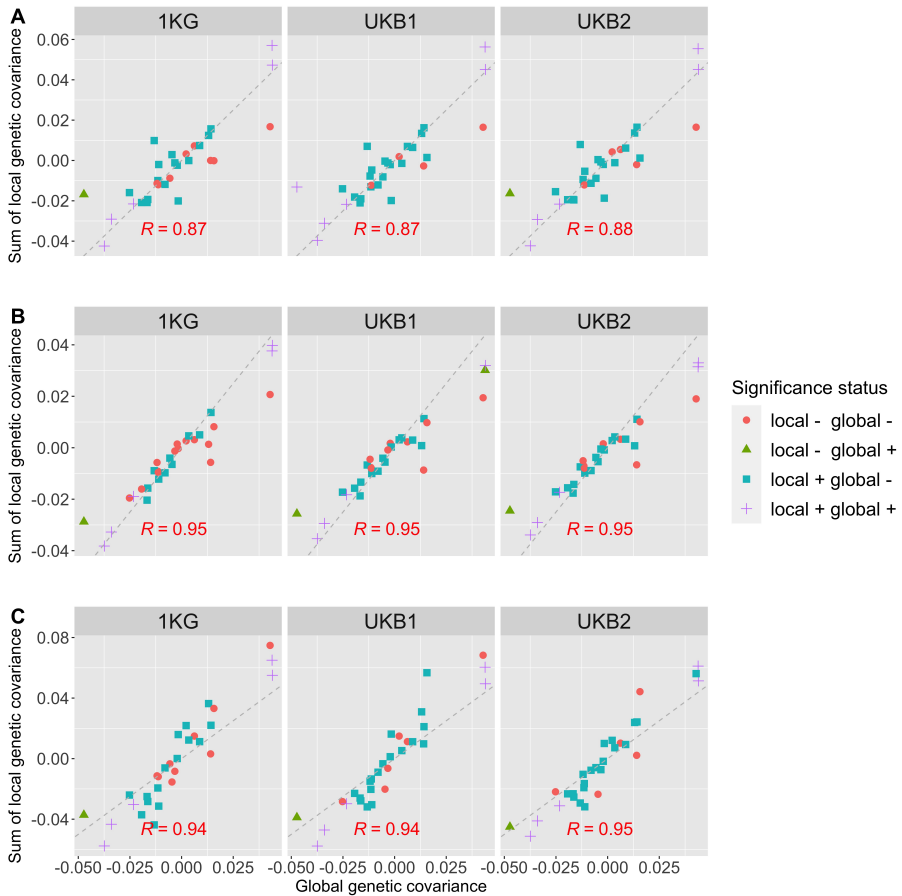 A
1KG UKB1 UKB2
Sum of local genetic covariance
0.06
0.04
0.02
0.00
-0.02
-0.04
R = 0.87 R = 0.87 R = 0.88
B
1KG UKB1 UKB2
Sum of local genetic covariance
0.04
0.02
0.00
-0.02
-0.04
R = 0.95 R = 0.95 R = 0.95
Significance status
local - global -
local - global +
local + global -
local + global +
C
1KG UKB1 UKB2
Sum of local genetic covariance
0.08
0.04
0.00
-0.04
R = 0.94 R = 0.94 R = 0.95
-0.050 -0.025 0.000 0.025 -0.050 -0.025 0.000 0.025 -0.050 -0.025 0.000 0.025
Global genetic covariance